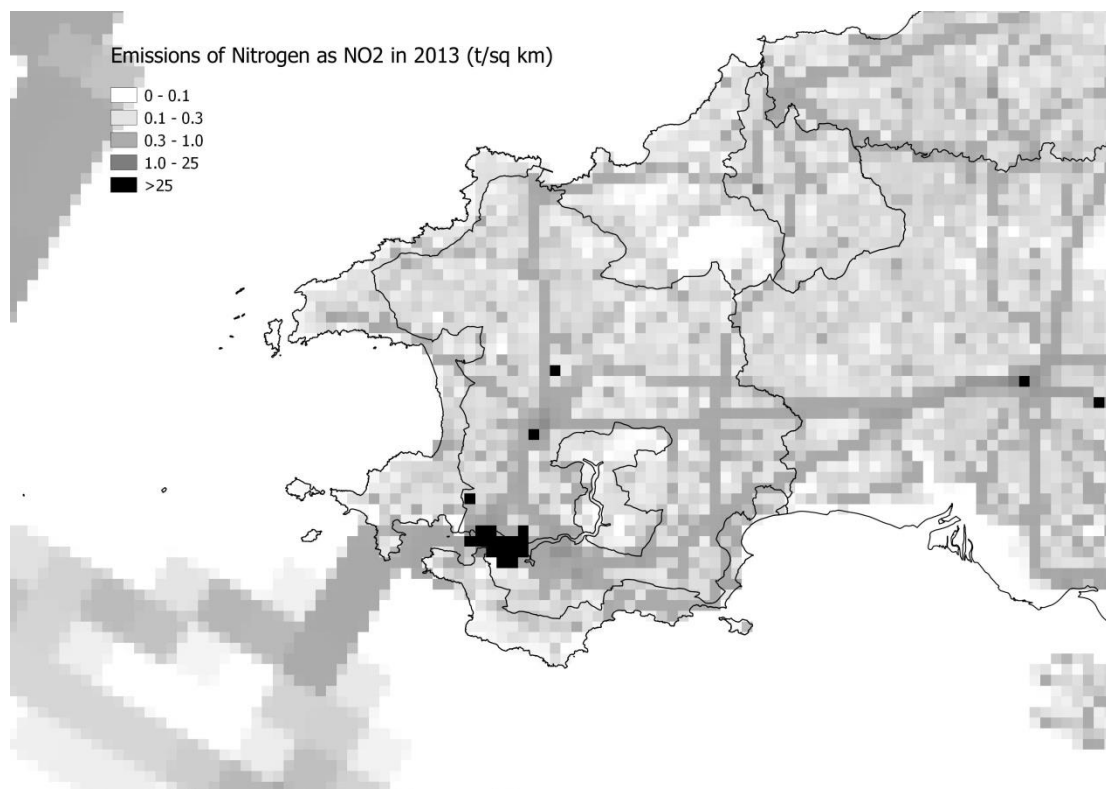 Emissions of Nitrogen as NO2 in 2013 (t/sq km)
0 - 0.1
0.1 - 0.3
0.3 - 1.0
1.0 - 25
>25